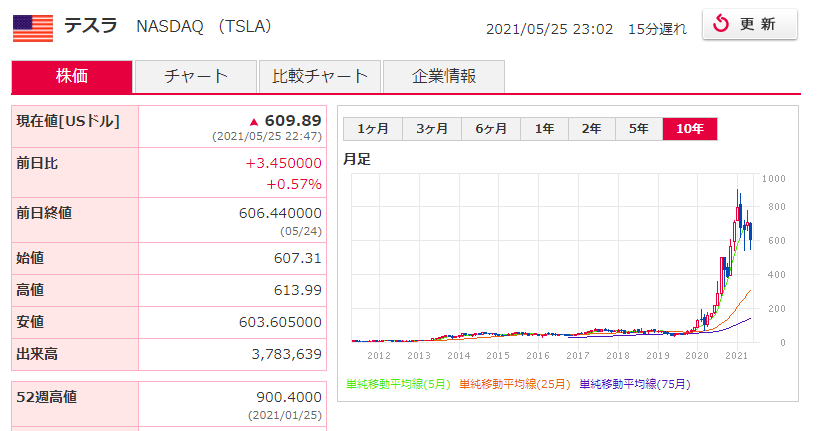 テスラ NASDAQ （TSLA）
2021/05/25 23:02 15分遅れ
更 新
株価 チャート 比較チャート 企業情報
現在値[USドル] ▲ 609.89
(2021/05/25 22:47)
前日比 +3.450000
+0.57%
前日終値 606.440000
(05/24)
始値 607.31
高値 613.99
安値 603.605000
出来高 3,783,639
52週高値 900.4000
(2021/01/25)
1ヶ月 3ヶ月 6ヶ月 1年 2年 5年 10年
月足
1000
800
600
400
200
0
2012 2013 2014 2015 2016 2017 2018 2019 2020 2021
単純移動平均線(5月) 単純移動平均線(25月) 単純移動平均線(75月)